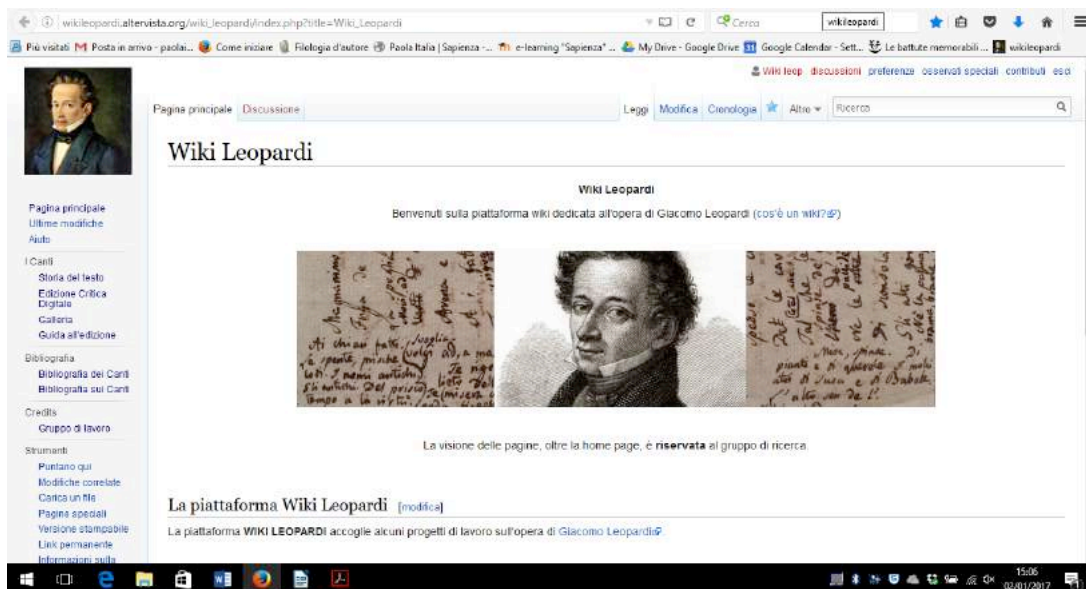 wikileopardi.altervista.org/wiki_leopardi/index.php?title=Wiki_Leopardi
Cerca
wikileopardi
Più visitati
Posta in arrivo - paolai...
Come iniziare
Filologia d'autore
Paola Italia | Sapienza -...
e-learning "Sapienza" ...
My Drive - Google Drive
Google Calendar - Sett...
Le battute memorabili ...
wikileopardi
Wiki leop discussioni preferenze osservati speciali contributi esci
Pagina principale Discussione
Leggi Modifica Cronologia Altro Ricerca
Wiki Leopardi
Wiki Leopardi
Benvenuti sulla piattaforma wiki dedicata all'opera di Giacomo Leopardi (cos'è un wiki?)
Pagina principale
Ultime modifiche
Aiuto
I Canti
Storia del testo
Edizione Critica
Digitale
Galleria
Guida all'edizione
Bibliografia
Bibliografia dei Canti
Bibliografia sui Canti
Credits
Gruppo di lavoro
Strumenti
Puntano qui
Modifiche correlate
Carica un file
Pagine speciali
Versione stampabile
Link permanente
Informazioni sulla
La visione delle pagine, oltre la home page, è riservata al gruppo di ricerca
La piattaforma Wiki Leopardi [modifica]
La piattaforma WIKI LEOPARDI accoglie alcuni progetti di lavoro sull'opera di Giacomo Leopardi
15:06
02/01/2017